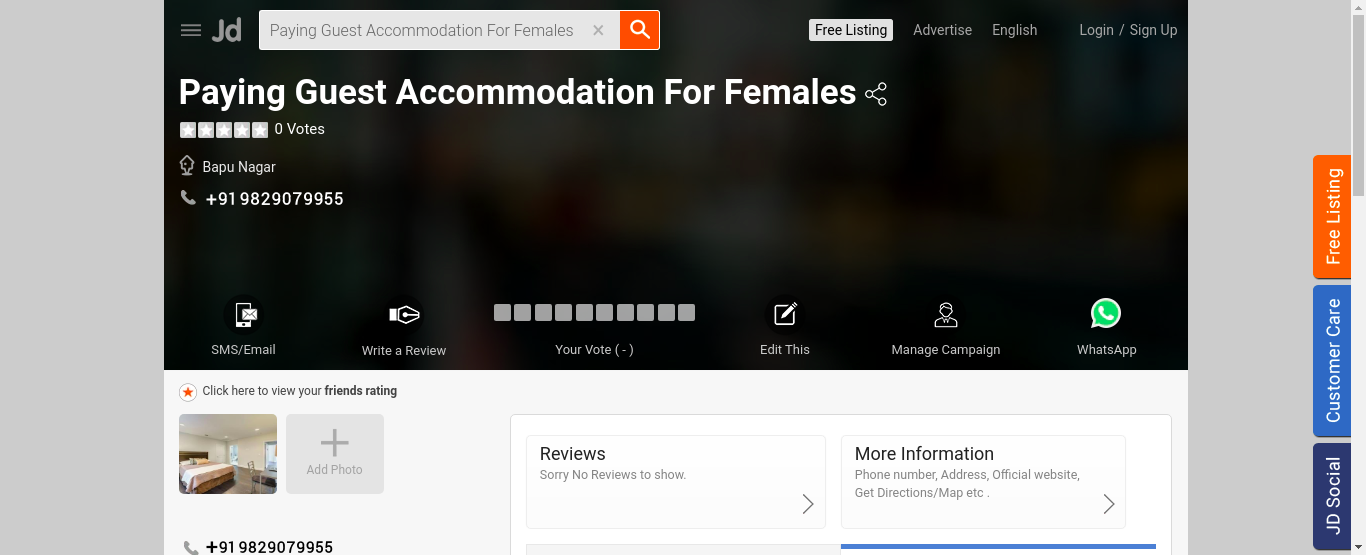 Jd
Paying Guest Accommodation For Females
Free Listing
Advertise
English
Login / Sign Up
Paying Guest Accommodation For Females
0 Votes
Bapu Nagar
+91 9829079955
SMS/Email
Write a Review
Your Vote ( - )
Edit This
Manage Campaign
WhatsApp
Click here to view your friends rating
Add Photo
Reviews
Sorry No Reviews to show.
More Information
Phone number, Address, Official website,
Get Directions/Map etc .
+91 9829079955
Free Listing
Customer Care
JD Social